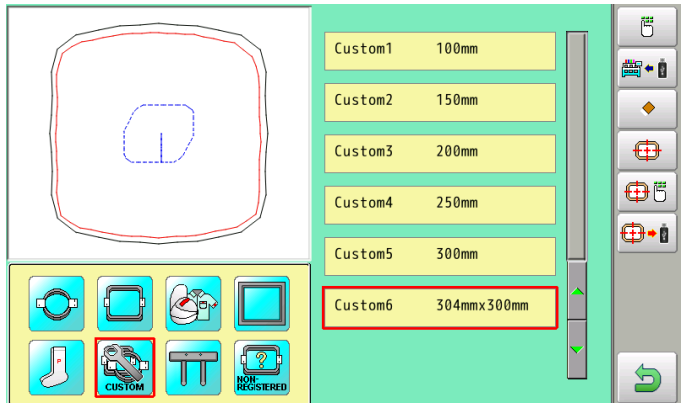 Custom1 100mm
Custom2 150mm
Custom3 200mm
Custom4 250mm
Custom5 300mm
Custom6 304mmx300mm
CUSTOM
?
NON-
REGISTERED